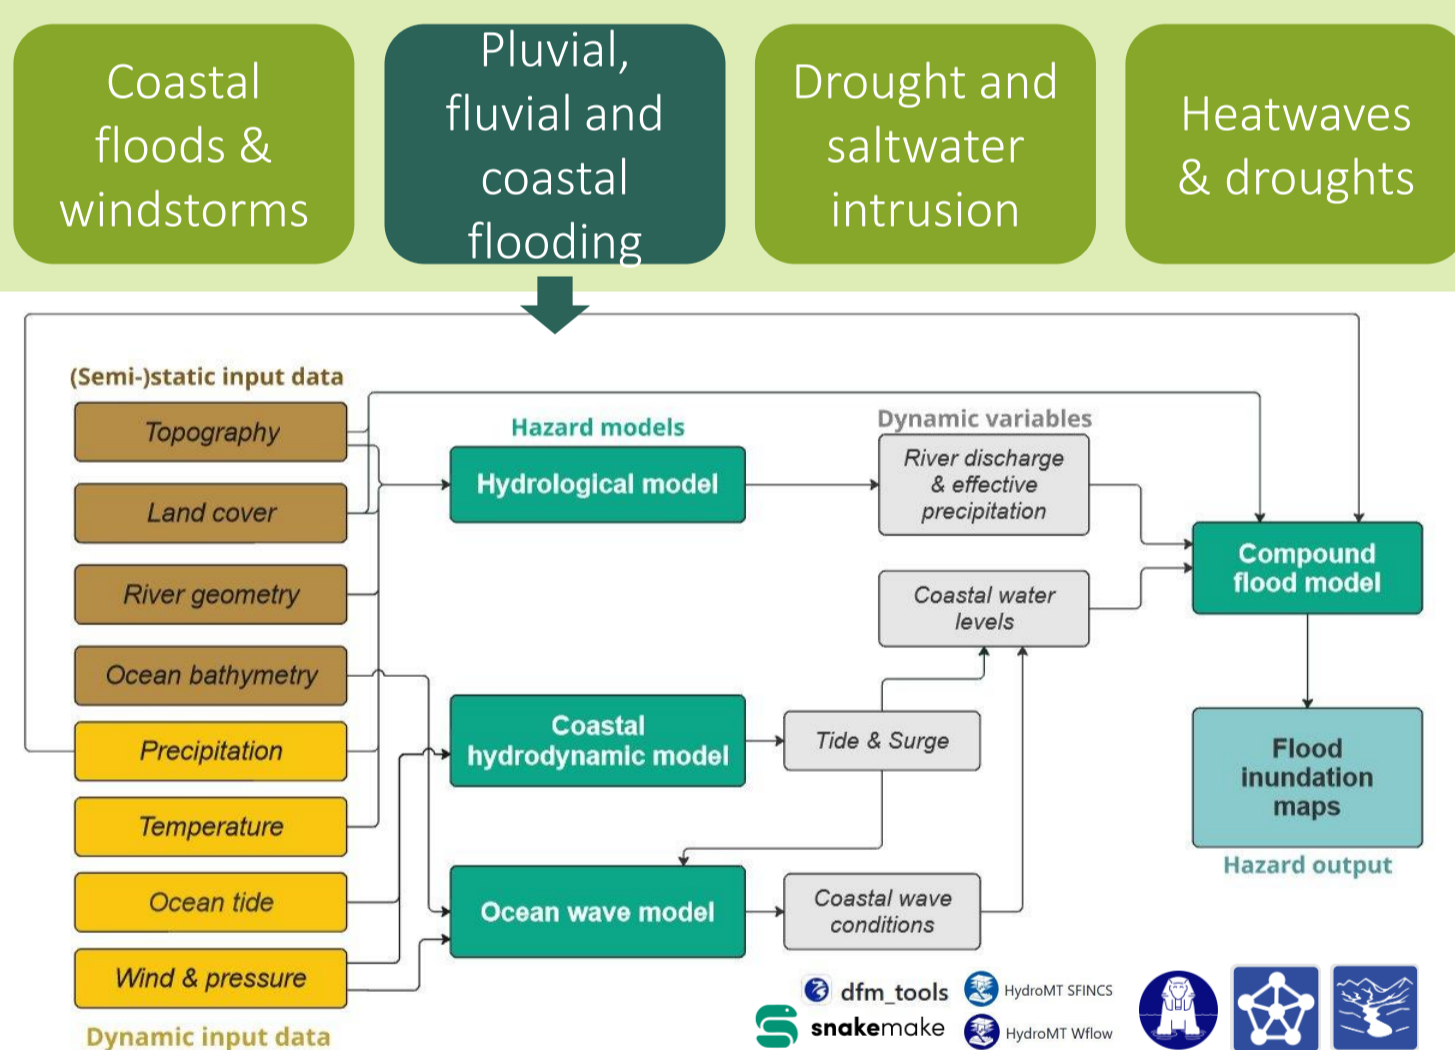 Coastal
floods &
windstorms
Pluvial,
fluvial and
coastal
flooding
Drought and
saltwater
intrusion
Heatwaves
& droughts
(Semi-)static input data
Topography
Land cover
River geometry
Ocean bathymetry
Precipitation
Temperature
Ocean tide
Wind & pressure
Dynamic input data
Hazard models
Hydrological model
Coastal
hydrodynamic model
Ocean wave model
Dynamic variables
River discharge
& effective
precipitation
Coastal water
levels
Tide & Surge
Coastal wave
conditions
Compound
flood model
Flood
inundation
maps
Hazard output
dfm_tools
snakemake
HydroMT SFINCS
HydroMT Wflow